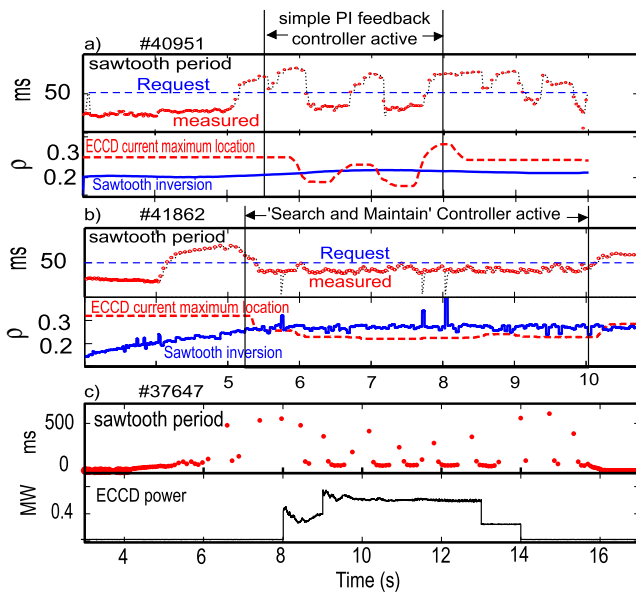 simple PI feedback
controller active
a) #40951
sawtooth period
Request
measured
ms
50
ECCD current maximum location
Sawtooth inversion
ρ
0.3
0.2
b) #41862
'Search and Maintain' Controller active
sawtooth period
Request
measured
ms
50
ECCD current maximum location
Sawtooth inversion
ρ
0.3
0.2
5 6 7 8 9 10
c) #37647
sawtooth period
ms
500
0
ECCD power
MW
0.4
4 6 8 10 12 14 16
Time (s)